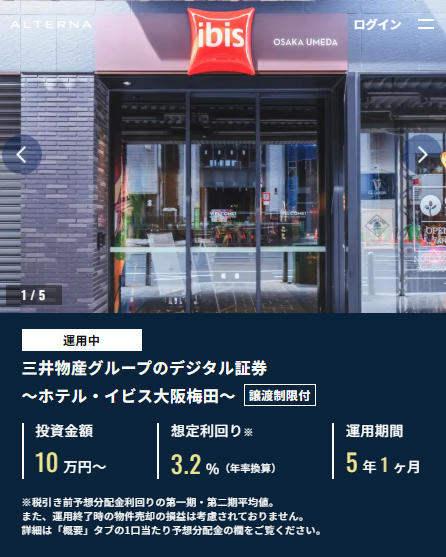 ALTERNA
ibis
OSAKA UMEDA
ログイン
WELCOME!
WELCOME!
OPEN
1 / 5
運用中
三井物産グループのデジタル証券
～ホテル・イビス大阪梅田～ 譲渡制限付
投資金額
想定利回り※
運用期間
10 万円～
3.2 %（年率換算）
5 年 1 ヶ月
※税引き前予想分配金利回りの第一期・第二期平均値。
また、運用終了時の物件売却の損益は考慮されておりません。
詳細は「概要」タブの1口当たり予想分配金の欄をご覧ください。